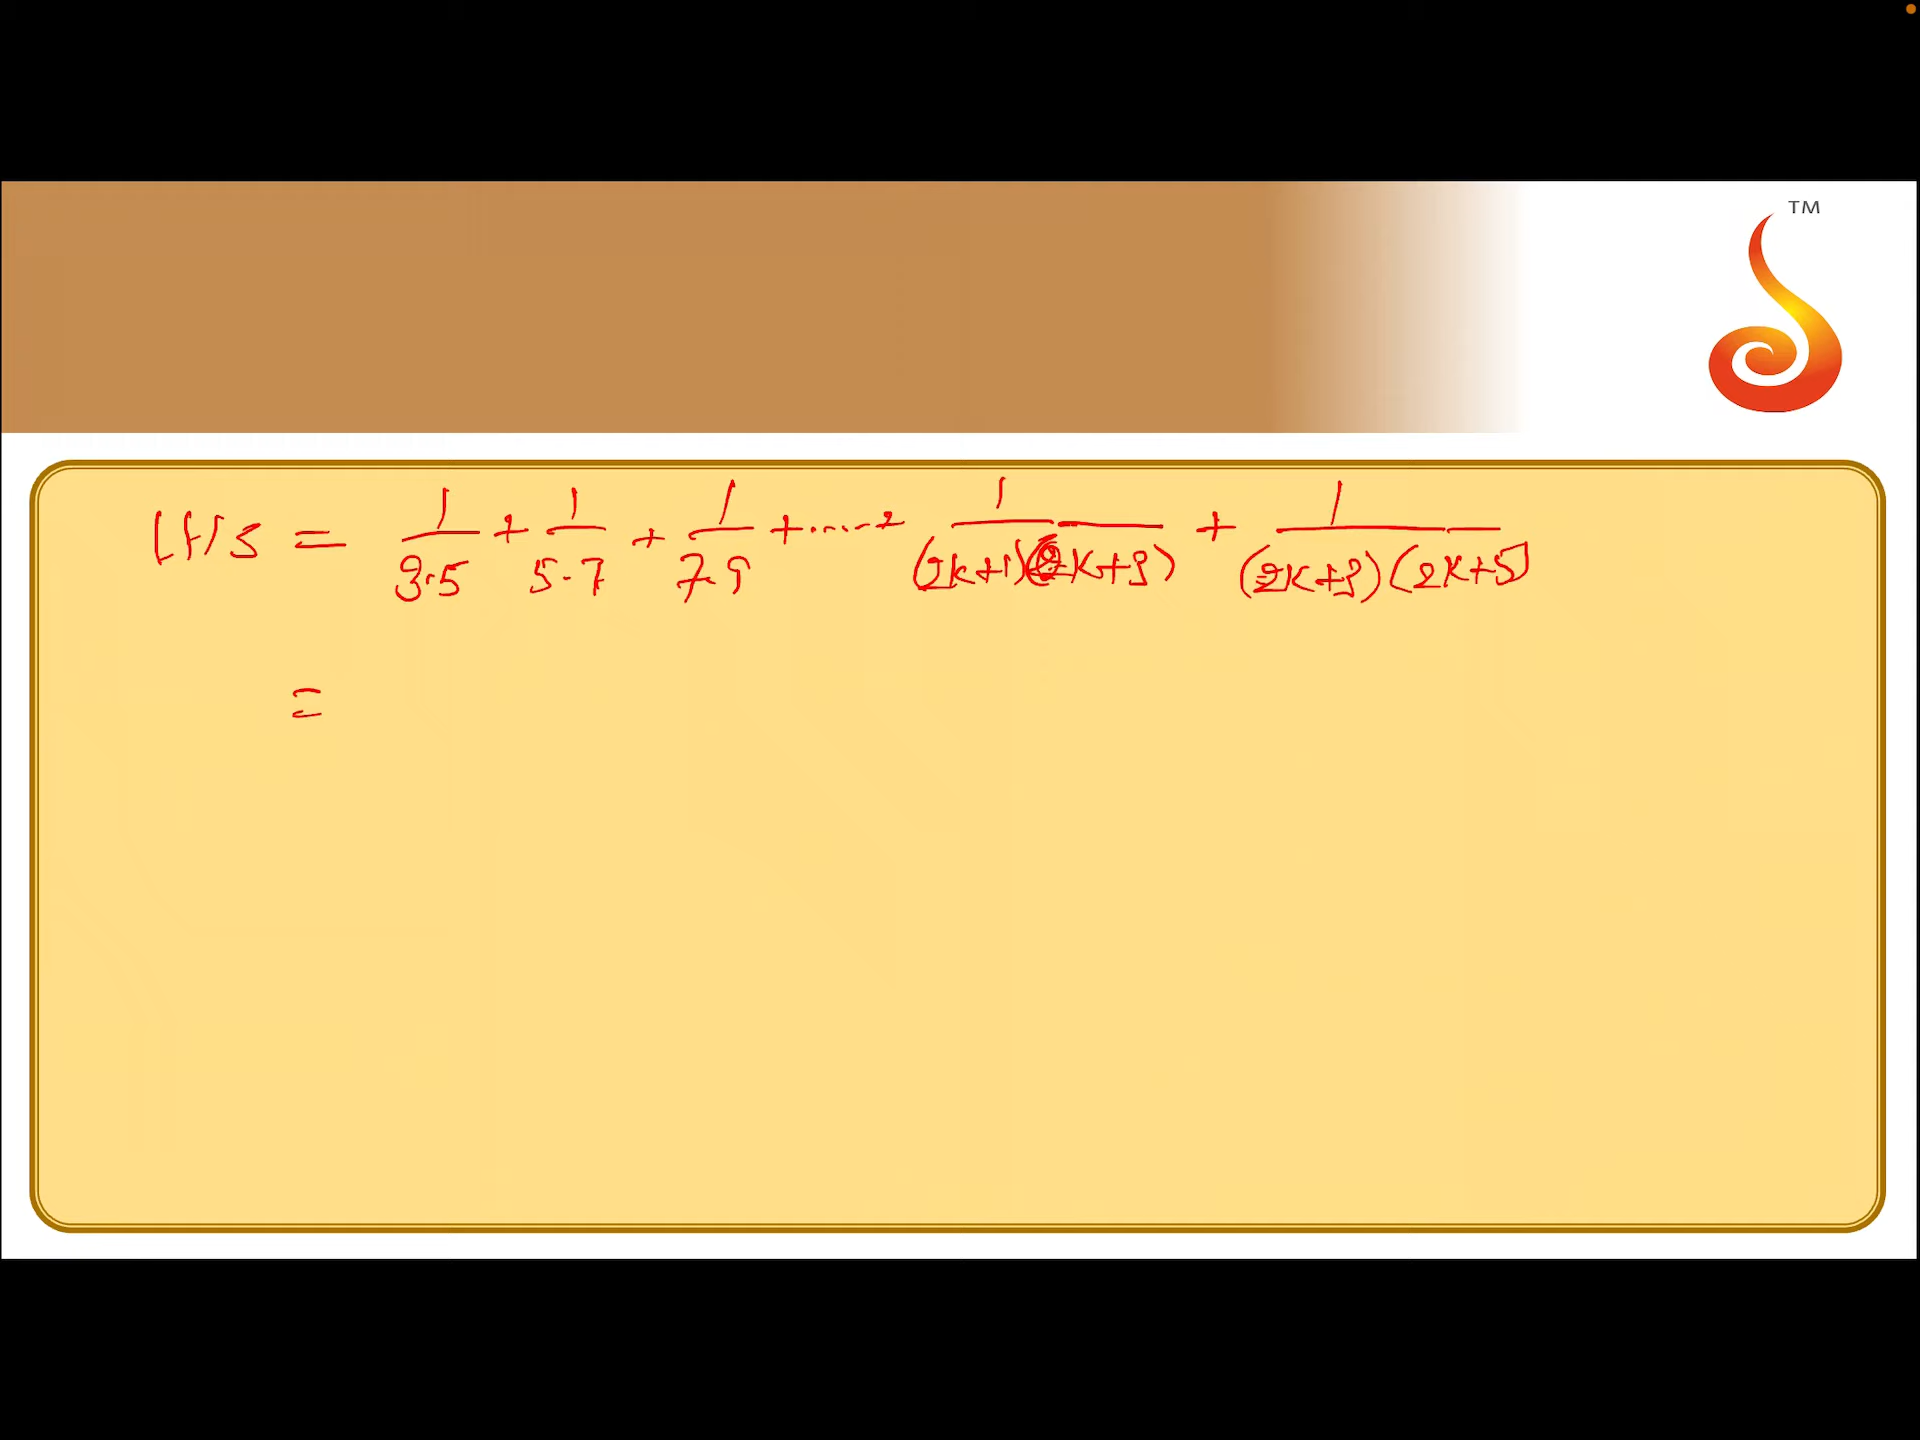 TM
LHS = 1/3·5 + 1/5·7 + 1/7·9 + ..... + 1/(2k+1)(2k+3) + 1/(2k+3)(2k+5)
=